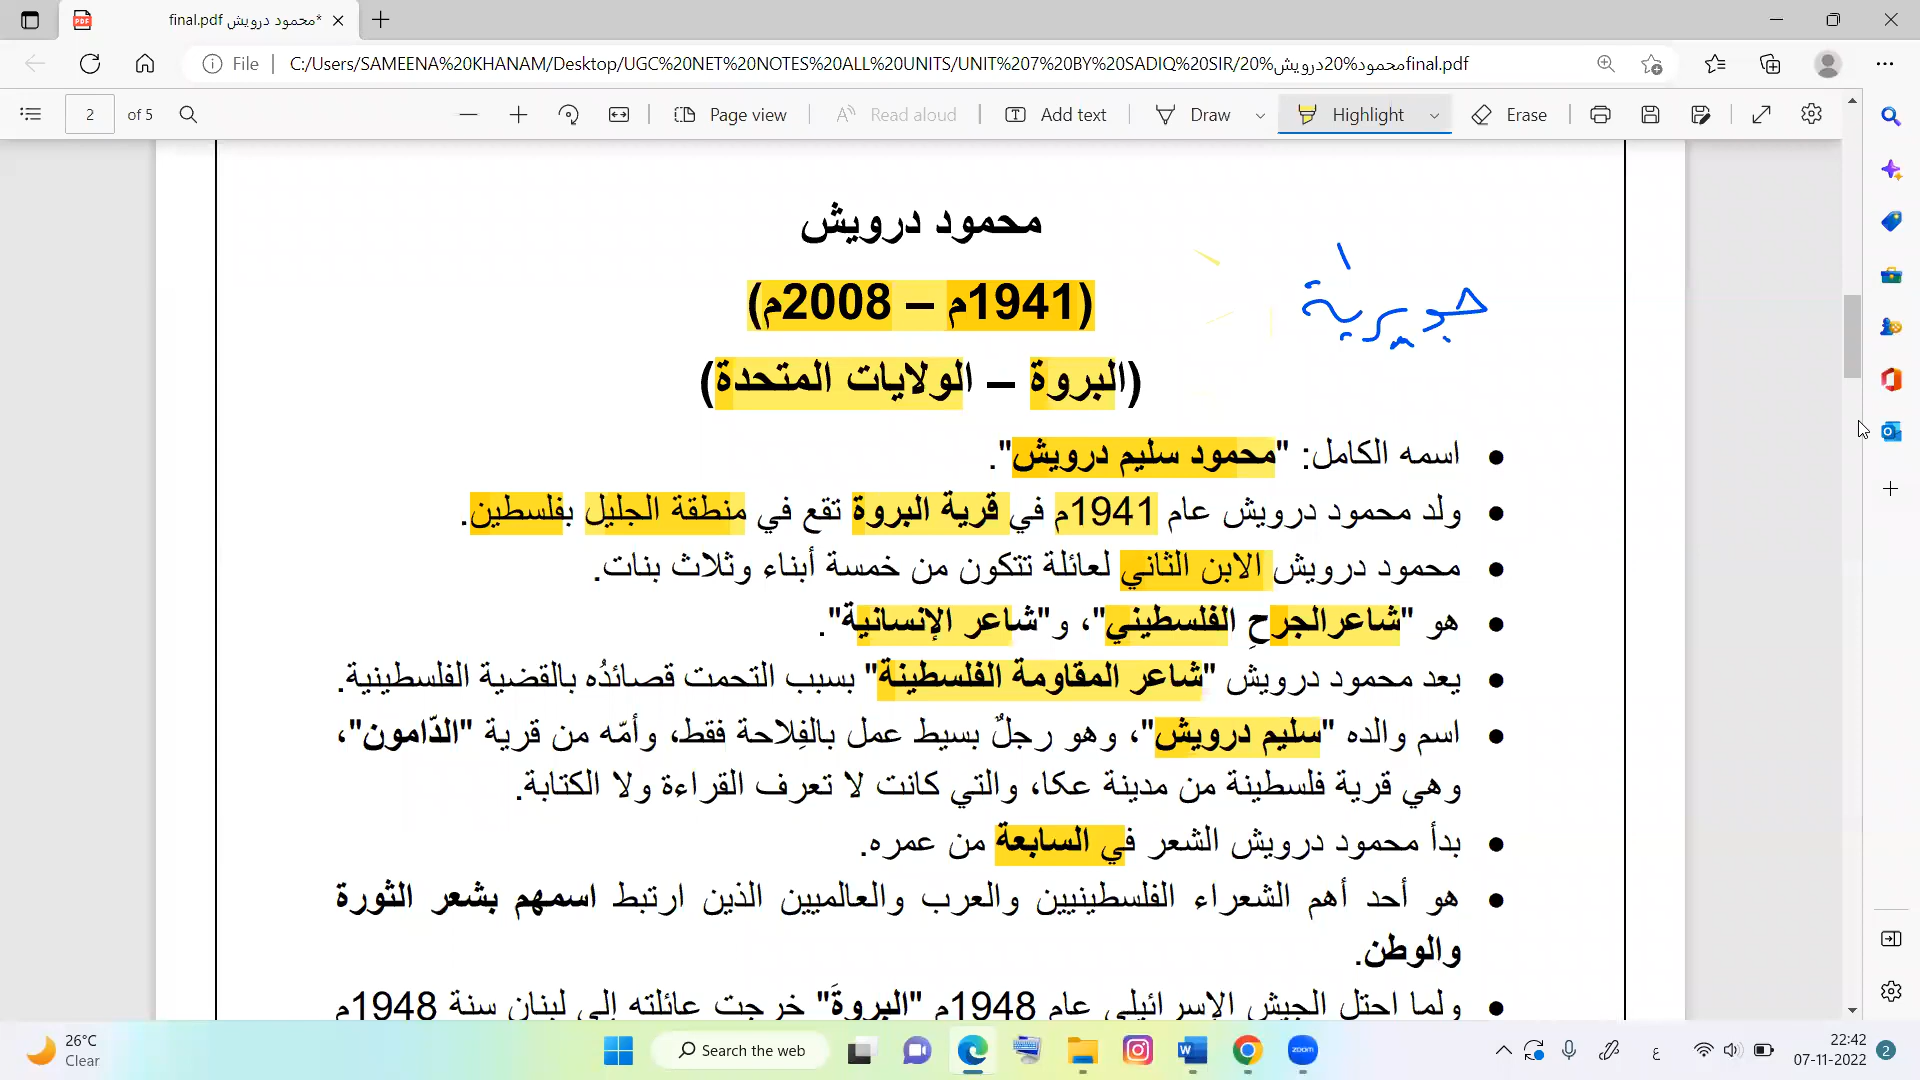 محمود درويش final.pdf*
File
C:/Users/SAMEENA%20KHANAM/Desktop/UGC%20NET%20NOTES%20ALL%20UNITS/UNIT%207%20BY%20SADIQ%20SIR/20%محمود%20درويشfinal.pdf
2 of 5
Page view
Read aloud
Add text
Draw
Highlight
Erase
محمود درويش
(1941م – 2008م)
(البروة – الولايات المتحدة)
اسمه الكامل: "محمود سليم درويش".
ولد محمود درويش عام 1941م في قرية البروة تقع في منطقة الجليل بفلسطين.
محمود درويش الابن الثاني لعائلة تتكون من خمسة أبناء وثلاث بنات.
هو "شاعرالجرحِ الفلسطيني"، و"شاعر الإنسانية".
يعد محمود درويش "شاعر المقاومة الفلسطينة" بسبب التحمت قصائدُه بالقضية الفلسطينية.
اسم والده "سليم درويش"، وهو رجلٌ بسيط عمل بالفِلاحة فقط، وأمّه من قرية "الدّامون"،
وهي قرية فلسطينة من مدينة عكا، والتي كانت لا تعرف القراءة ولا الكتابة.
بدأ محمود درويش الشعر في السابعة من عمره.
هو أحد أهم الشعراء الفلسطينيين والعرب والعالميين الذين ارتبط اسمهم بشعر الثورة
والوطن.
ولما احتل الجيش الإسرائيلي عام 1948م "البروةَ" خرجت عائلته إلى لبنان سنة 1948م
26°C
Clear
Search the web
zoom
ع
22:42
07-11-2022
2